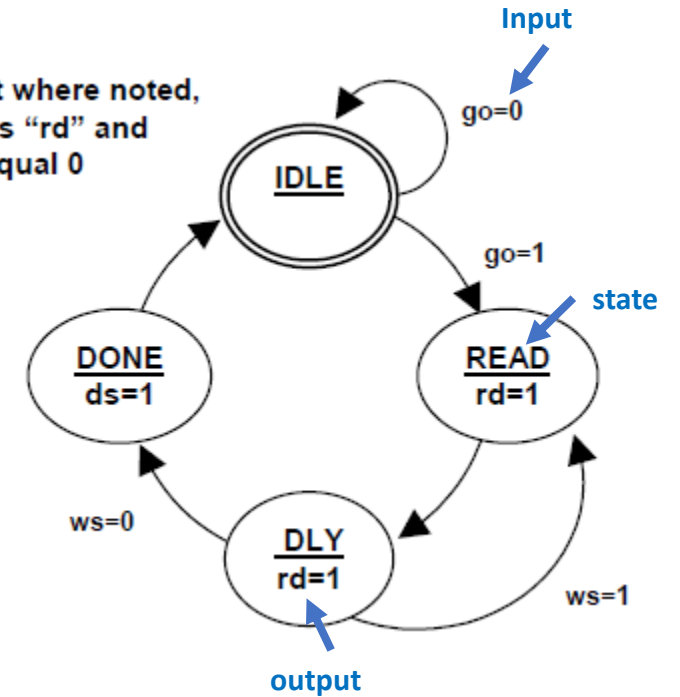 Input
where noted,
“rd” and
0
go=0
IDLE
go=1
state
DONE
ds=1
READ
rd=1
ws=0
DLY
rd=1
ws=1
output